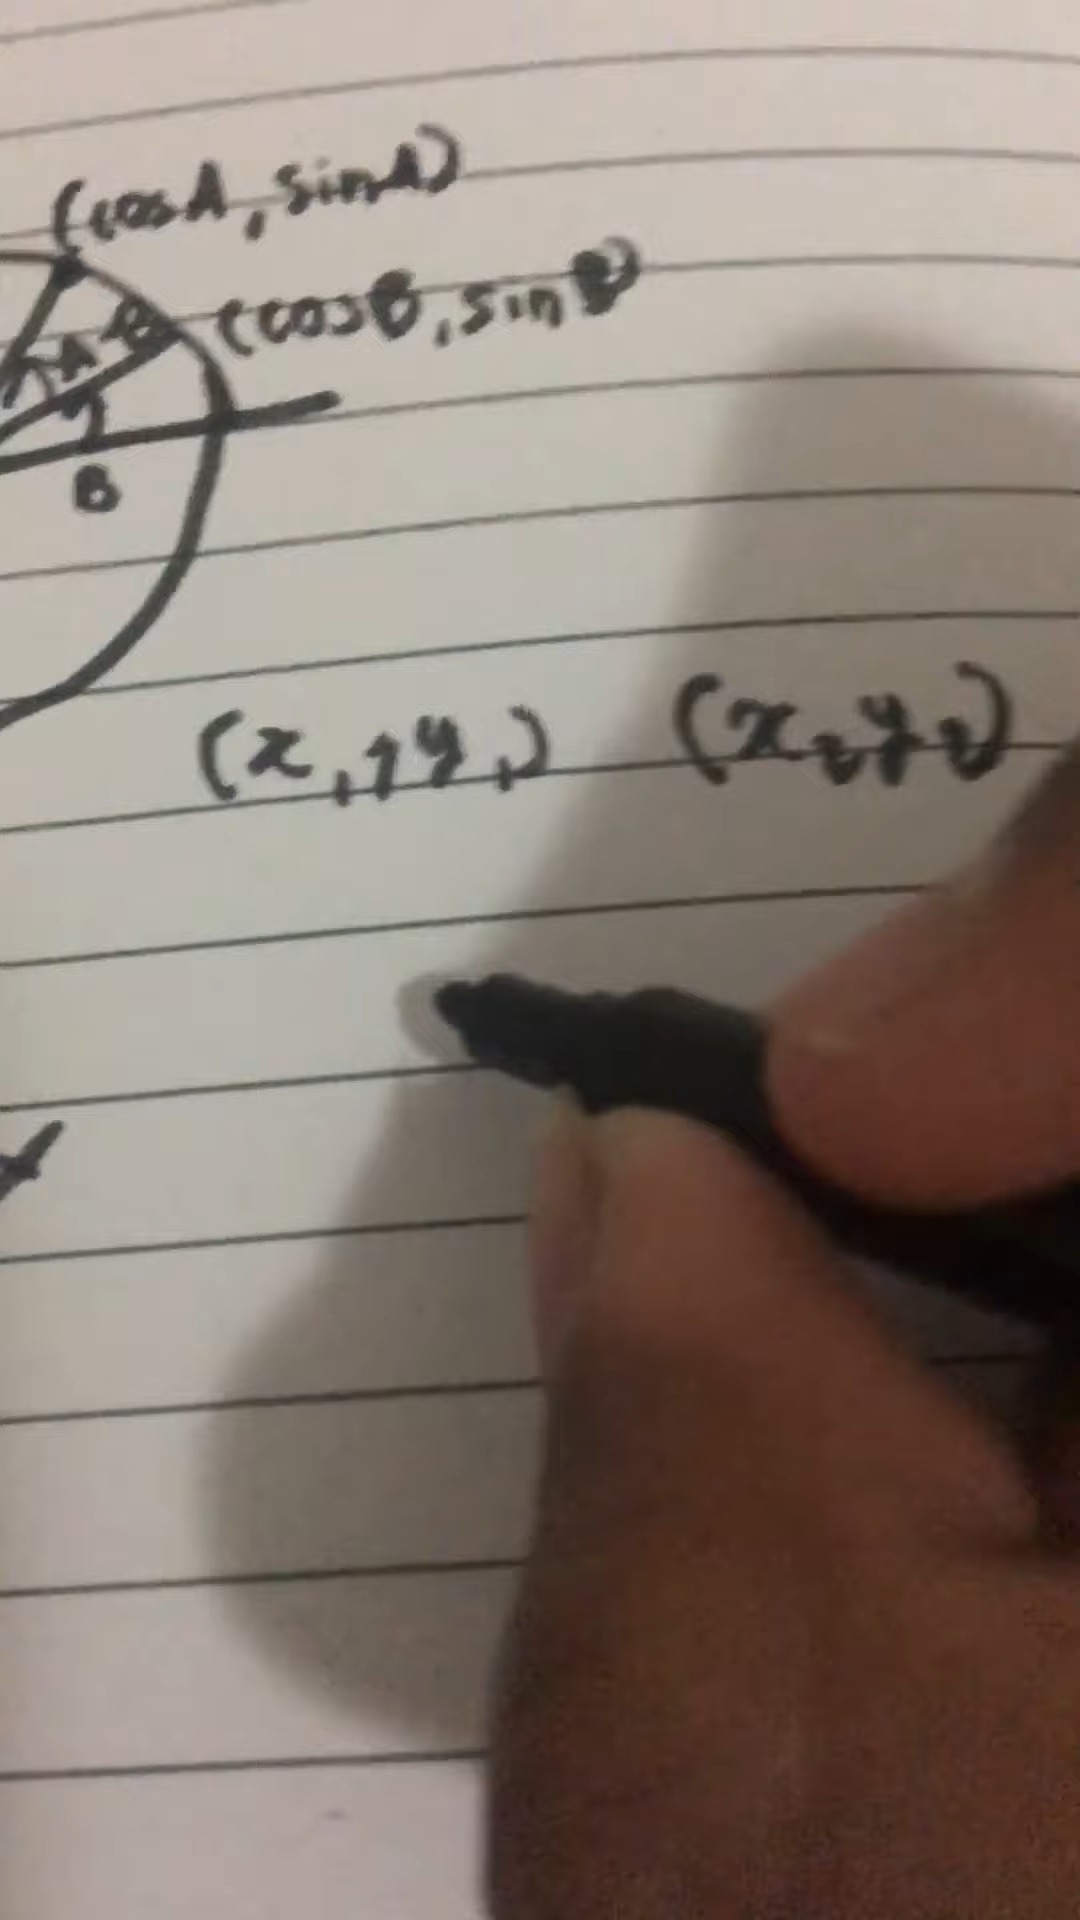 (cosA, sinA)
(cosB, sinB)
A-B
B
(x₁, y₁) (x₂ y₂)